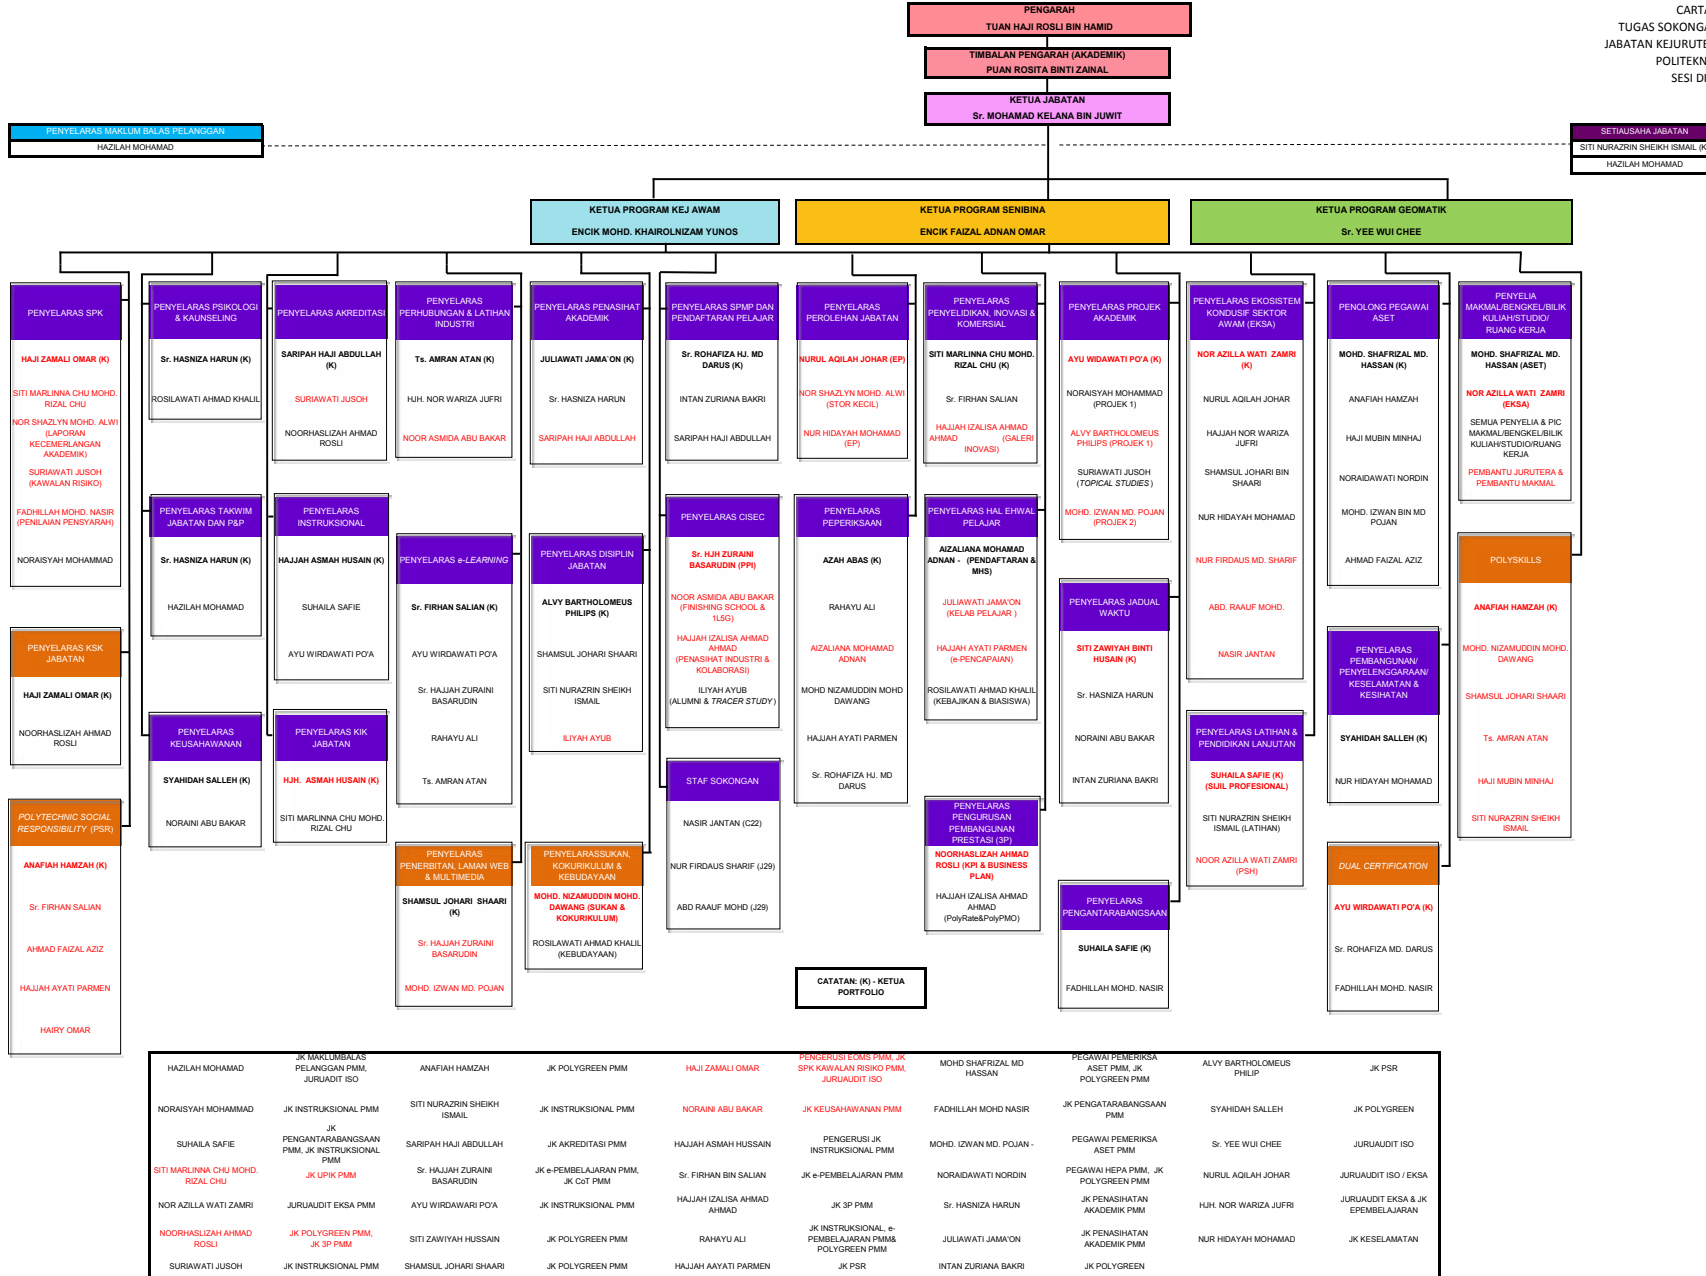 PENGARAH
TUAN HAJI ROSLI BIN HAMID
TIMBALAN PENGARAH (AKADEMIK)
PUAN ROSITA BINTI ZAINAL
KETUA JABATAN
Sr. MOHAMAD KELANA BIN JUWIT
CARTA
TUGAS SOKONGA
JABATAN KEJURUTE
POLITEKN
SESI DI
PENYELARAS MAKLUM BALAS PELANGGAN
HAZILAH MOHAMAD
SETIAUSAHA JABATAN
SITI NURAZRIN SHEIKH ISMAIL (K
HAZILAH MOHAMAD
KETUA PROGRAM KEJ AWAM
ENCIK MOHD. KHAIROLNIZAM YUNOS
KETUA PROGRAM SENIBINA
ENCIK FAIZAL ADNAN OMAR
KETUA PROGRAM GEOMATIK
Sr. YEE WUI CHEE
PENYELARAS SPK
HAJI ZAMALI OMAR (K)
SITI MARLINNA CHU MOHD.
RIZAL CHU
NOR SHAZLYN MOHD. ALWI
(LAPORAN
KECEMERLANGAN
AKADEMIK)
SURIAWATI JUSOH
(KAWALAN RISIKO)
FADHILLAH MOHD. NASIR
(PENILAIAN PENSYARAH)
NORAISYAH MOHAMMAD
PENYELARAS KSK
JABATAN
HAJI ZAMALI OMAR (K)
NOORHASLIZAH AHMAD
ROSLI
POLYTECHNIC SOCIAL
RESPONSIBILITY (PSR)
ANAFIAH HAMZAH (K)
Sr. FIRHAN SALIAN
AHMAD FAIZAL AZIZ
HAJJAH AYATI PARMEN
HAIRY OMAR
PENYELARAS PSIKOLOGI
& KAUNSELING
Sr. HASNIZA HARUN (K)
ROSILAWATI AHMAD KHALIL
PENYELARAS TAKWIM
JABATAN DAN P&P
Sr. HASNIZA HARUN (K)
HAZILAH MOHAMAD
PENYELARAS
KEUSAHAWANAN
SYAHIDAH SALLEH (K)
NORAINI ABU BAKAR
PENYELARAS AKREDITASI
SARIPAH HAJI ABDULLAH
(K)
SURIAWATI JUSOH
NOORHASLIZAH AHMAD
ROSLI
PENYELARAS
INSTRUKSIONAL
HAJJAH ASMAH HUSAIN (K)
SUHAILA SAFIE
AYU WIRDAWATI PO'A
PENYELARAS KIK
JABATAN
HJH.  ASMAH HUSAIN (K)
SITI MARLINNA CHU MOHD.
RIZAL CHU
PENYELARAS
PERHUBUNGAN & LATIHAN
INDUSTRI
Ts. AMRAN ATAN (K)
HJH. NOR WARIZA JUFRI
NOOR ASMIDA ABU BAKAR
PENYELARAS e-LEARNING
Sr. FIRHAN SALIAN (K)
AYU WIRDAWATI PO'A
Sr. HAJJAH ZURAINI
BASARUDIN
RAHAYU ALI
Ts. AMRAN ATAN
PENYELARAS
PENERBITAN, LAMAN WEB
& MULTIMEDIA
SHAMSUL JOHARI  SHAARI
(K)
Sr. HAJJAH ZURAINI
BASARUDIN
MOHD. IZWAN MD. POJAN
PENYELARAS PENASIHAT
AKADEMIK
JULIAWATI JAMA`ON (K)
Sr. HASNIZA HARUN
SARIPAH HAJI ABDULLAH
PENYELARAS DISIPLIN
JABATAN
ALVY BARTHOLOMEUS
PHILIPS (K)
SHAMSUL JOHARI SHAARI
SITI NURAZRIN SHEIKH
ISMAIL
ILIYAH AYUB
PENYELARASSUKAN,
KOKURIKULUM &
KEBUDAYAAN
MOHD. NIZAMUDDIN MOHD.
DAWANG (SUKAN &
KOKURIKULUM)
ROSILAWATI AHMAD KHALIL
(KEBUDAYAAN)
PENYELARAS SPMP DAN
PENDAFTARAN PELAJAR
Sr. ROHAFIZA HJ. MD
DARUS (K)
INTAN ZURIANA BAKRI
SARIPAH HAJI ABDULLAH
PENYELARAS CISEC
Sr. HJH ZURAINI
BASARUDIN (PPI)
NOOR ASMIDA ABU BAKAR
(FINISHING SCHOOL &
1L5G)
HAJJAH IZALISA AHMAD
AHMAD
(PENASIHAT INDUSTRI &
KOLABORASI)
ILIYAH AYUB
(ALUMNI & TRACER STUDY)
STAF SOKONGAN
NASIR JANTAN (C22)
NUR FIRDAUS SHARIF (J29)
ABD RAAUF MOHD (J29)
PENYELARAS
PEROLEHAN JABATAN
NURUL AQILAH JOHAR (EP)
NOR SHAZLYN MOHD. ALWI
(STOR KECIL)
NUR HIDAYAH MOHAMAD
(EP)
PENYELARAS
PEPERIKSAAN
AZAH ABAS (K)
RAHAYU ALI
AIZALIANA MOHAMAD
ADNAN
MOHD NIZAMUDDIN MOHD
DAWANG
HAJJAH AYATI PARMEN
Sr. ROHAFIZA HJ. MD
DARUS
CATATAN: (K) - KETUA
PORTFOLIO
PENYELARAS
PENYELIDIKAN, INOVASI &
KOMERSIAL
SITI MARLINNA CHU MOHD.
RIZAL CHU (K)
Sr. FIRHAN SALIAN
HAJJAH IZALISA AHMAD
AHMAD (GALERI
INOVASI)
PENYELARAS HAL EHWAL
PELAJAR
AIZALIANA MOHAMAD
ADNAN - (PENDAFTARAN &
MHS)
JULIAWATI JAMA'ON
(KELAB PELAJAR )
HAJJAH AYATI PARMEN
(e-PENCAPAIAN)
ROSILAWATI AHMAD KHALIL
(KEBAJIKAN & BIASISWA)
PENYELARAS
PENGURUSAN
PEMBANGUNAN
PRESTASI (3P)
NOORHASLIZAH AHMAD
ROSLI (KPI & BUSINESS
PLAN)
HAJJAH IZALISA AHMAD
AHMAD
(PolyRate&PolyPMO)
PENYELARAS PROJEK
AKADEMIK
AYU WIDAWATI PO'A (K)
NORAISYAH MOHAMMAD
(PROJEK 1)
ALVY BARTHOLOMEUS
PHILIPS (PROJEK 1)
SURIAWATI JUSOH
(TOPICAL STUDIES )
MOHD. IZWAN MD. POJAN
(PROJEK 2)
PENYELARAS JADUAL
WAKTU
SITI ZAWIYAH BINTI
HUSAIN (K)
Sr. HASNIZA HARUN
NORAINI ABU BAKAR
INTAN ZURIANA BAKRI
PENYELARAS
PENGANTARABANGSAAN
SUHAILA SAFIE (K)
FADHILLAH MOHD. NASIR
PENYELARAS EKOSISTEM
KONDUSIF SEKTOR
AWAM (EKSA)
NOR AZILLA WATI  ZAMRI
(K)
NURUL AQILAH JOHAR
HAJJAH NOR WARIZA
JUFRI
SHAMSUL JOHARI BIN
SHAARI
NUR HIDAYAH MOHAMAD
NUR FIRDAUS MD. SHARIF
ABD. RAAUF MOHD.
NASIR JANTAN
PENYELARAS LATIHAN &
PENDIDIKAN LANJUTAN
SUHAILA SAFIE (K)
(SIJIL PROFESIONAL)
SITI NURAZRIN SHEIKH
ISMAIL (LATIHAN)
NOOR AZILLA WATI ZAMRI
(PSH)
PENOLONG PEGAWAI
ASET
MOHD. SHAFRIZAL MD.
HASSAN (K)
ANAFIAH HAMZAH
HAJI MUBIN MINHAJ
NORAIDAWATI NORDIN
MOHD. IZWAN BIN MD
POJAN
AHMAD FAIZAL AZIZ
PENYELARAS
PEMBANGUNAN/
PENYELENGGARAAN/
KESELAMATAN &
KESIHATAN
SYAHIDAH SALLEH (K)
NUR HIDAYAH MOHAMAD
DUAL CERTIFICATION
AYU WIRDAWATI PO'A (K)
Sr. ROHAFIZA MD. DARUS
FADHILLAH MOHD. NASIR
PENYELIA
MAKMAL/BENGKEL/BILIK
KULIAH/STUDIO/
RUANG KERJA
MOHD. SHAFRIZAL MD.
HASSAN (ASET)
NOR AZILLA WATI  ZAMRI
(EKSA)
SEMUA PENYELIA & PIC
MAKMAL/BENGKEL/BILIK
KULIAH/STUDIO/RUANG
KERJA
PEMBANTU JURUTERA &
PEMBANTU MAKMAL
POLYSKILLS
ANAFIAH HAMZAH (K)
MOHD. NIZAMUDDIN MOHD.
DAWANG
SHAMSUL JOHARI SHAARI
Ts. AMRAN ATAN
HAJI MUBIN MINHAJ
SITI NURAZRIN SHEIKH
ISMAIL
HAZILAH MOHAMAD
JK MAKLUMBALAS
PELANGGAN PMM,
JURUAUDIT ISO
ANAFIAH HAMZAH
JK POLYGREEN PMM
HAJI ZAMALI OMAR
PENGERUSI EOMS PMM, JK
SPK KAWALAN RISIKO PMM,
JURUAUDIT ISO
MOHD SHAFRIZAL MD
HASSAN
PEGAWAI PEMERIKSA
ASET PMM, JK
POLYGREEN PMM
ALVY BARTHOLOMEUS
PHILIP
JK PSR
NORAISYAH MOHAMMAD
JK INSTRUKSIONAL PMM
SITI NURAZRIN SHEIKH
ISMAIL
JK INSTRUKSIONAL PMM
NORAINI ABU BAKAR
JK KEUSAHAWANAN PMM
FADHILLAH MOHD NASIR
JK PENGATARABANGSAAN
PMM
SYAHIDAH SALLEH
JK POLYGREEN
SUHAILA SAFIE
JK
PENGANTARABANGSAAN
PMM, JK INSTRUKSIONAL
PMM
SARIPAH HAJI ABDULLAH
JK AKREDITASI PMM
HAJJAH ASMAH HUSSAIN
PENGERUSI JK
INSTRUKSIONAL PMM
MOHD. IZWAN MD. POJAN -
PEGAWAI PEMERIKSA
ASET PMM
Sr. YEE WUI CHEE
JURUAUDIT ISO
SITI MARLINNA CHU MOHD.
RIZAL CHU
JK UPIK PMM
Sr. HAJJAH ZURAINI
BASARUDIN
JK e-PEMBELAJARAN PMM,
JK CoT PMM
Sr. FIRHAN BIN SALIAN
JK e-PEMBELAJARAN PMM
NORAIDAWATI NORDIN
PEGAWAI HEPA PMM,  JK
POLYGREEN PMM
NURUL AQILAH JOHAR
JURUAUDIT ISO / EKSA
NOR AZILLA WATI ZAMRI
JURUAUDIT EKSA PMM
AYU WIRDAWARI PO'A
JK INSTRUKSIONAL PMM
HAJJAH IZALISA AHMAD
AHMAD
JK 3P PMM
Sr. HASNIZA HARUN
JK PENASIHATAN
AKADEMIK PMM
HJH. NOR WARIZA JUFRI
JURUAUDIT EKSA & JK
EPEMBELAJARAN
NOORHASLIZAH AHMAD
ROSLI
JK POLYGREEN PMM,
JK 3P PMM
SITI ZAWIYAH HUSSAIN
JK POLYGREEN PMM
RAHAYU ALI
JK INSTRUKSIONAL, e-
PEMBELAJARAN PMM&
POLYGREEN PMM
JULIAWATI JAMA'ON
JK PENASIHATAN
AKADEMIK PMM
NUR HIDAYAH MOHAMAD
JK KESELAMATAN
SURIAWATI JUSOH
JK INSTRUKSIONAL PMM
SHAMSUL JOHARI SHAARI
JK POLYGREEN PMM
HAJJAH AAYATI PARMEN
JK PSR
INTAN ZURIANA BAKRI
JK POLYGREEN